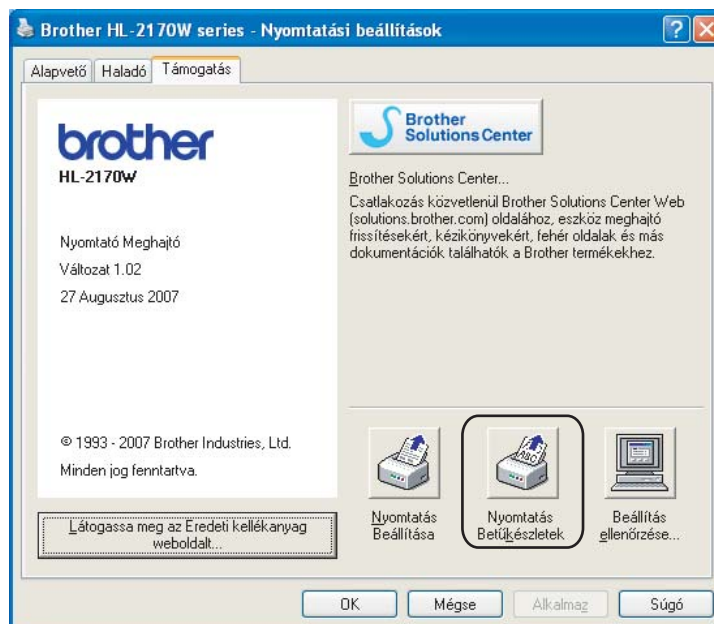 Brother HL-2170W series - Nyomtatási beállítások
Alapvető
Haladó
Támogatás
brother
HL-2170W
Nyomtató Meghajtó
Változat 1.02
27 Augusztus 2007
© 1993 - 2007 Brother Industries, Ltd.
Minden jog fenntartva.
Látogassa meg az Eredeti kellékanyag
weboldalt...
Brother
Solutions Center
Brother Solutions Center...
Csatlakozás közvetlenül Brother Solutions Center Web
(solutions.brother.com) oldalához, eszköz meghajtó
frissítésekért, kézikönyvekért, fehér oldalak és más
dokumentációk találhatók a Brother termékekhez.
Nyomtatás
Beállítása
ABC
Nyomtatás
Betűkészletek
Beállítás
ellenőrzése...
OK
Mégse
Alkalmaz
Súgó